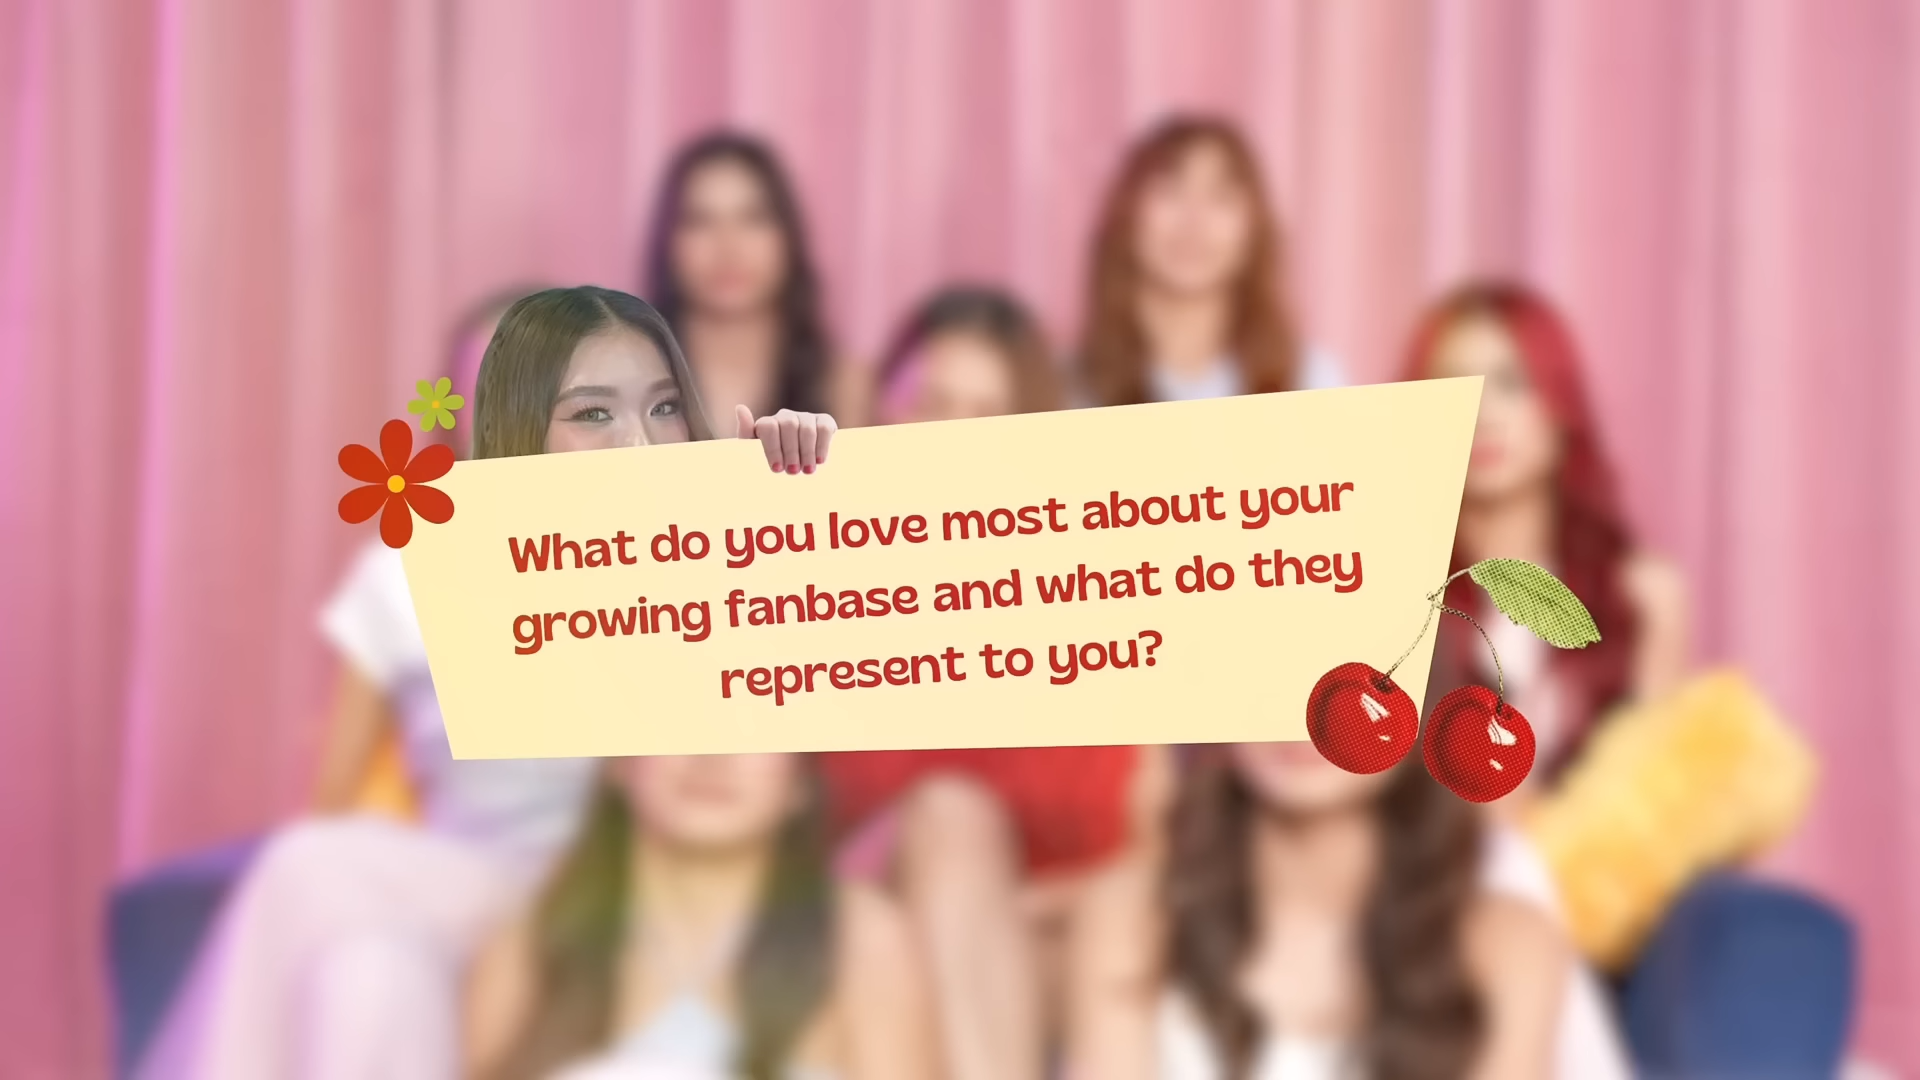 What do you love most about your
growing fanbase and what do they
represent to you?